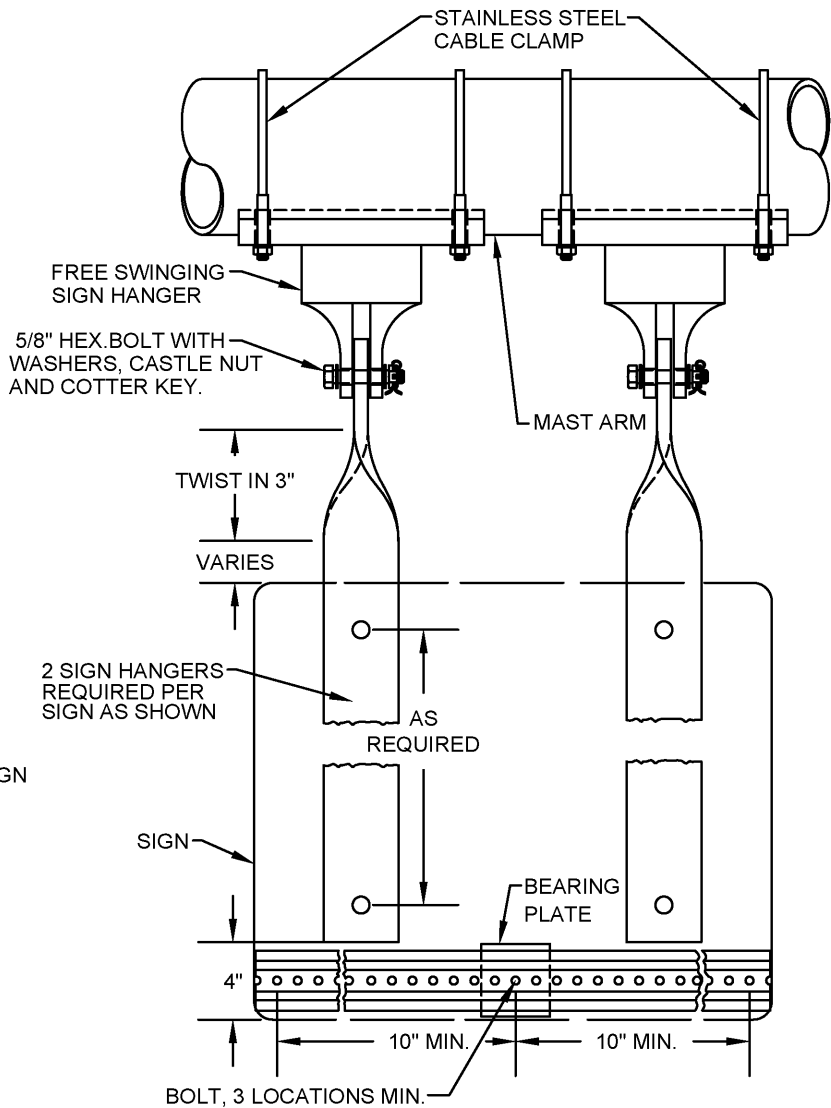 STAINLESS STEEL
CABLE CLAMP
FREE SWINGING
SIGN HANGER
5/8" HEX.BOLT WITH
WASHERS, CASTLE NUT
AND COTTER KEY.
MAST ARM
TWIST IN 3"
VARIES
2 SIGN HANGERS
REQUIRED PER
SIGN AS SHOWN
AS
REQUIRED
GN
SIGN
BEARING
PLATE
4"
10" MIN.
10" MIN.
BOLT, 3 LOCATIONS MIN.